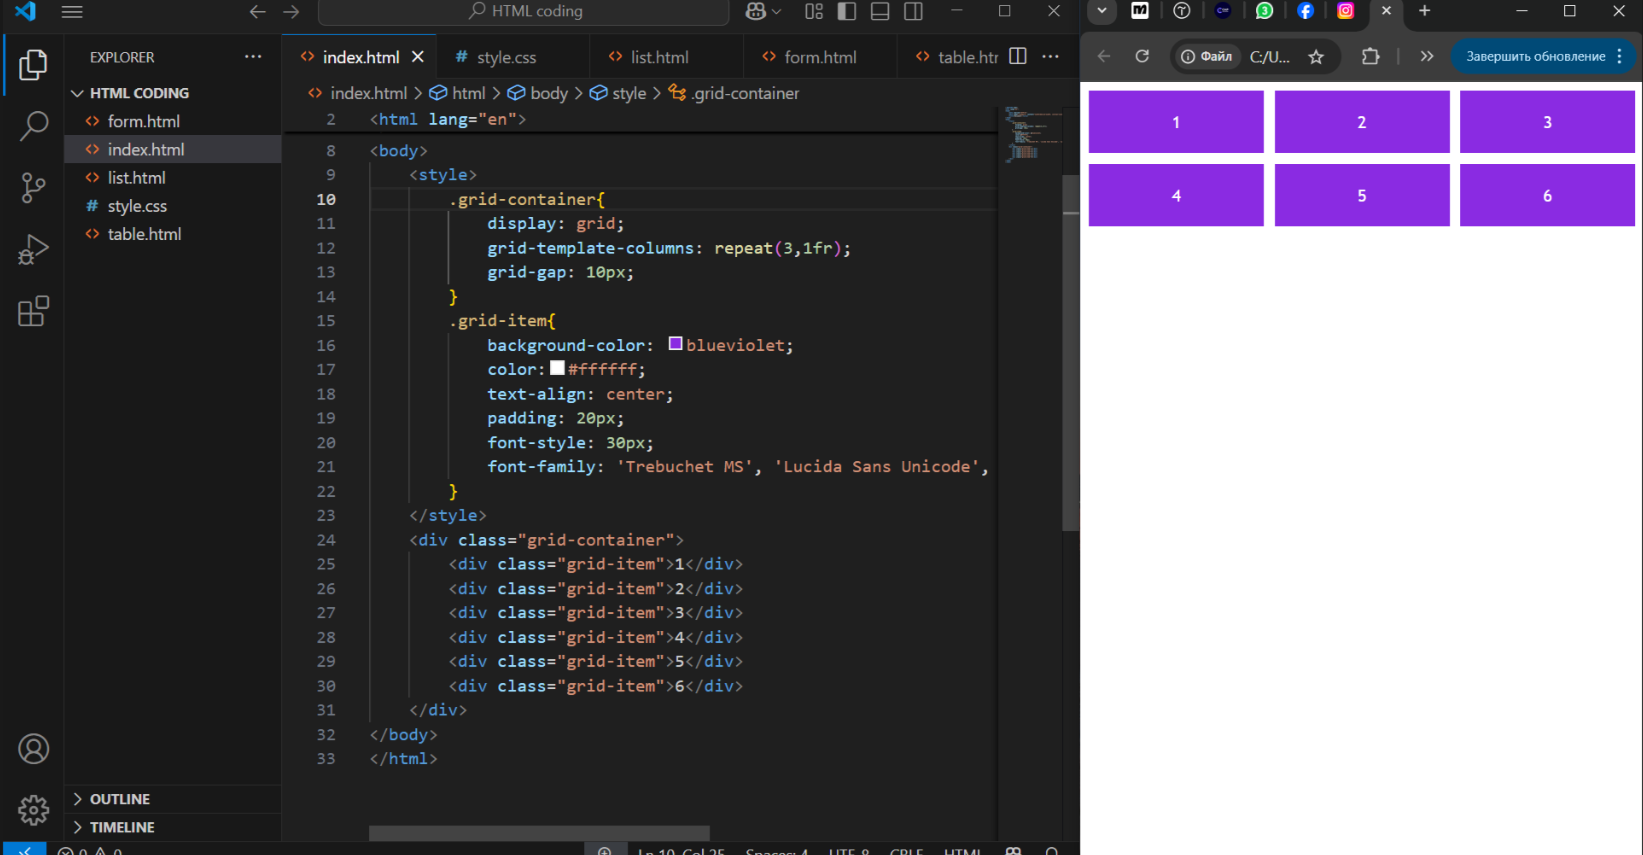 HTML coding
EXPLORER
HTML CODING
form.html
index.html
list.html
style.css
table.html
OUTLINE
TIMELINE
index.html
style.css
list.html
form.html
index.html > html > body > style > .grid-container
2 <html lang="en">
8 <body>
9 <style>
10 .grid-container{
11 display: grid;
12 grid-template-columns: repeat(3,1fr);
13 grid-gap: 10px;
14 }
15 .grid-item{
16 background-color: blueviolet;
17 color: #ffffff;
18 text-align: center;
19 padding: 20px;
20 font-style: 30px;
21 font-family: 'Trebuchet MS', 'Lucida Sans Unicode',
22 }
23 </style>
24 <div class="grid-container">
25 <div class="grid-item">1</div>
26 <div class="grid-item">2</div>
27 <div class="grid-item">3</div>
28 <div class="grid-item">4</div>
29 <div class="grid-item">5</div>
30 <div class="grid-item">6</div>
31 </div>
32 </body>
33 </html>
Ln 10, Col 25 Spaces: 4 UTF-8 CRLF HTML
3
Файл C:/U... Завершить обновление
1 2 3
4 5 6